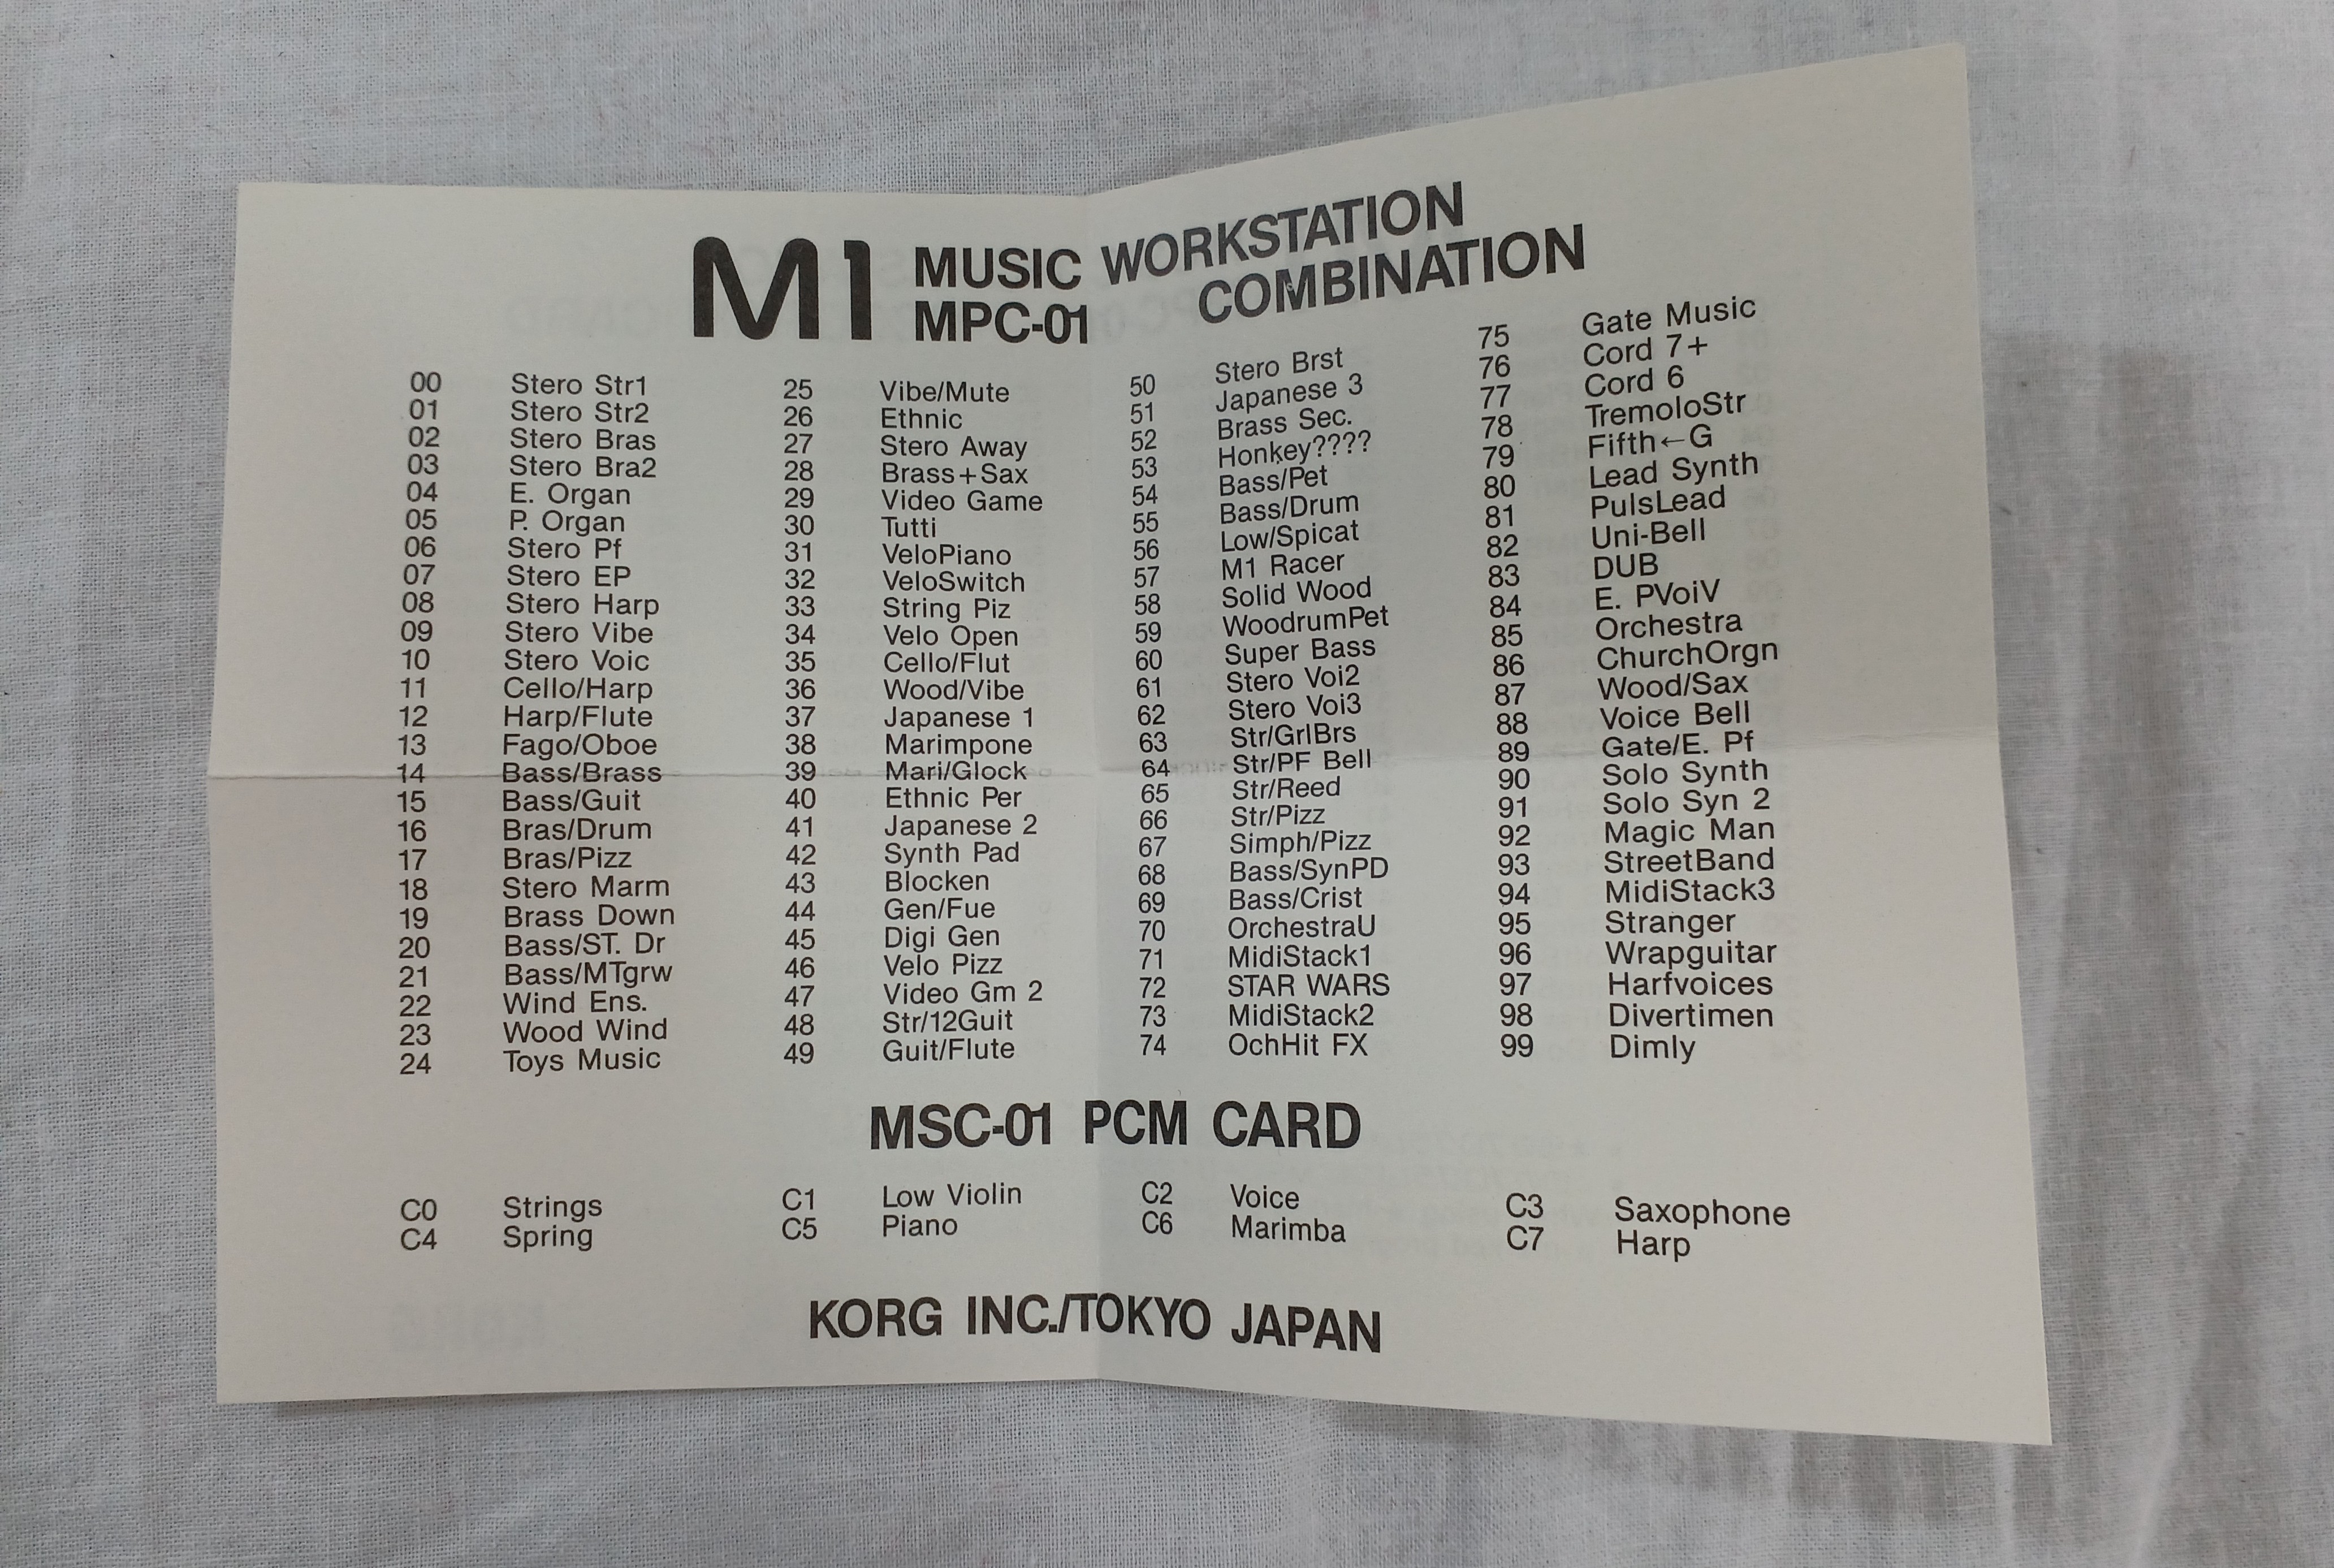 M1 MUSIC WORKSTATION
MPC-01 COMBINATION
00 Stero Str1 25 Vibe/Mute 50 Stero Brst 75 Gate Music
01 Stero Str2 26 Ethnic 51 Japanese 3 76 Cord 7+
02 Stero Bras 27 Stero Away 52 Brass Sec. 77 Cord 6
03 Stero Bra2 28 Brass+Sax 53 Honkey???? 78 TremoloStr
04 E. Organ 29 Video Game 54 Bass/Pet 79 Fifth←G
05 P. Organ 30 Tutti 55 Bass/Drum 80 Lead Synth
06 Stero Pf 31 VeloPiano 56 Low/Spicat 81 PulsLead
07 Stero EP 32 VeloSwitch 57 M1 Racer 82 Uni-Bell
08 Stero Harp 33 String Piz 58 Solid Wood 83 DUB
09 Stero Vibe 34 Velo Open 59 WoodrumPet 84 E. PVoiV
10 Stero Voic 35 Cello/Flut 60 Super Bass 85 Orchestra
11 Cello/Harp 36 Wood/Vibe 61 Stero Voi2 86 ChurchOrgn
12 Harp/Flute 37 Japanese 1 62 Stero Voi3 87 Wood/Sax
13 Fago/Oboe 38 Marimpone 63 Str/GrlBrs 88 Voice Bell
14 Bass/Brass 39 Mari/Glock 64 Str/PF Bell 89 Gate/E. Pf
15 Bass/Guit 40 Ethnic Per 65 Str/Reed 90 Solo Synth
16 Bras/Drum 41 Japanese 2 66 Str/Pizz 91 Solo Syn 2
17 Bras/Pizz 42 Synth Pad 67 Simph/Pizz 92 Magic Man
18 Stero Marm 43 Blocken 68 Bass/SynPD 93 StreetBand
19 Brass Down 44 Gen/Fue 69 Bass/Crist 94 MidiStack3
20 Bass/ST. Dr 45 Digi Gen 70 OrchestraU 95 Stranger
21 Bass/MTgrw 46 Velo Pizz 71 MidiStack1 96 Wrapguitar
22 Wind Ens. 47 Video Gm 2 72 STAR WARS 97 Harfvoices
23 Wood Wind 48 Str/12Guit 73 MidiStack2 98 Divertimen
24 Toys Music 49 Guit/Flute 74 OchHit FX 99 Dimly
MSC-01 PCM CARD
C0 Strings C1 Low Violin C2 Voice C3 Saxophone
C4 Spring C5 Piano C6 Marimba C7 Harp
KORG INC./TOKYO JAPAN